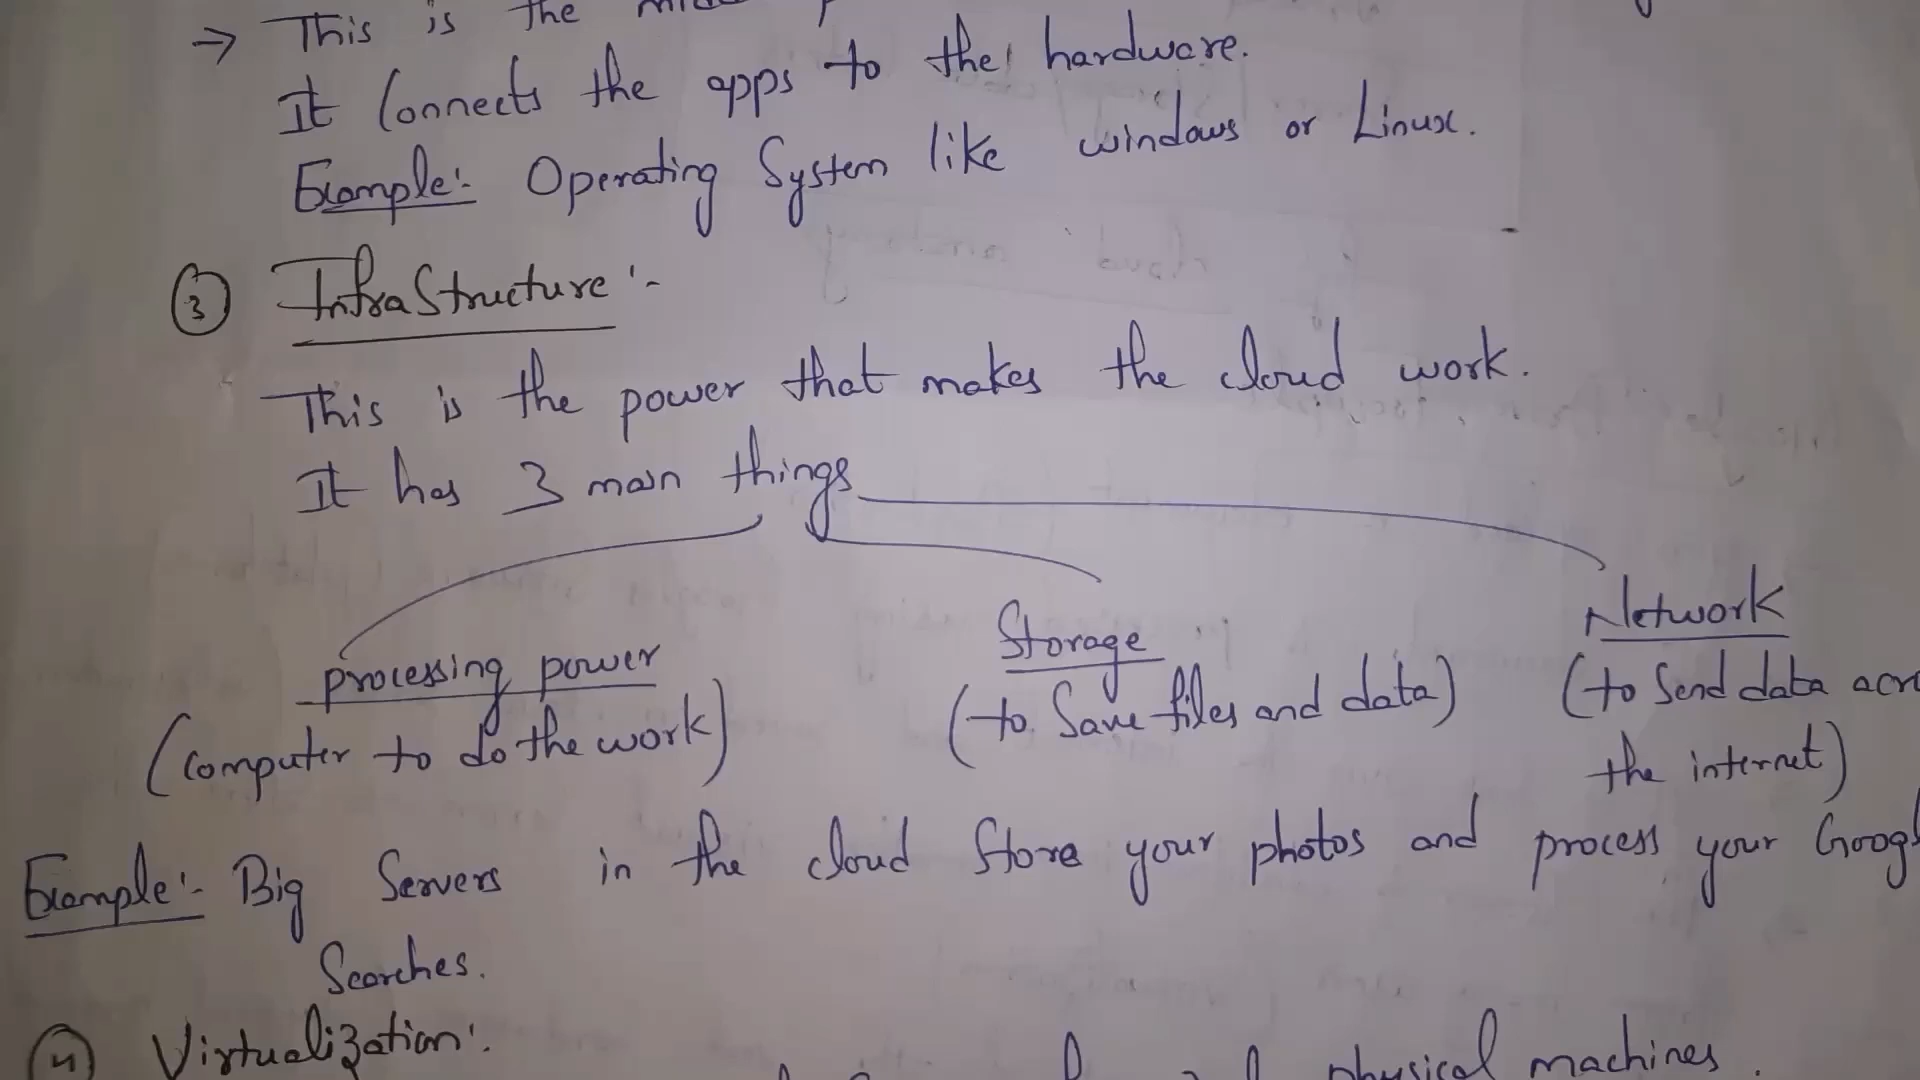 → This is the
It Connects the apps to the hardware.
Example:- Operating System like windows or Linux.
③ InfraStructure:-
This is the power that makes the cloud work.
It has 3 main things
processing power Storage Network
(computer to do the work) (to Save files and data) (to Send data acro
the internet)
Example:- Big Servers in the cloud Store your photos and process your Googl
Searches.
④ Virtualization:
physical machines.